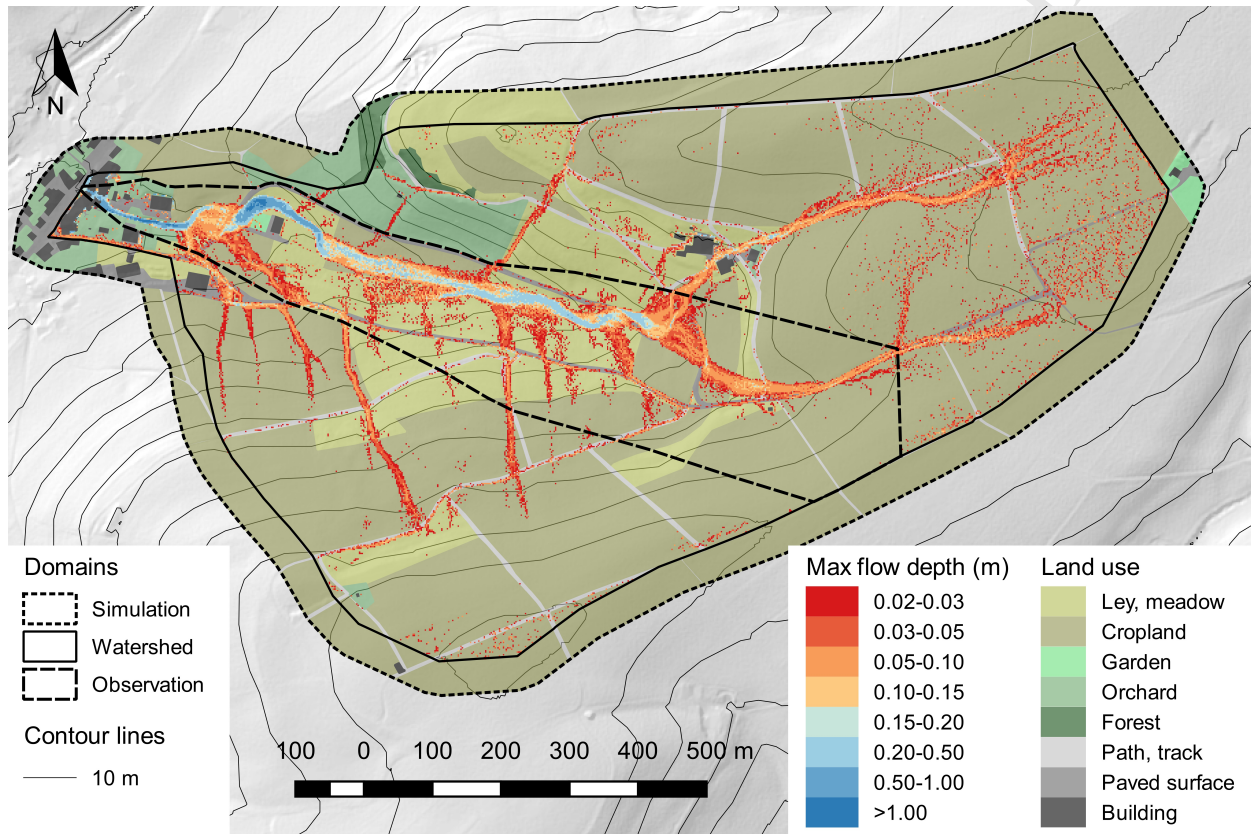 N
Domains
Simulation
Watershed
Observation
Contour lines
10 m
100 0 100 200 300 400 500 m
Max flow depth (m)
0.02-0.03
0.03-0.05
0.05-0.10
0.10-0.15
0.15-0.20
0.20-0.50
0.50-1.00
>1.00
Land use
Ley, meadow
Cropland
Garden
Orchard
Forest
Path, track
Paved surface
Building